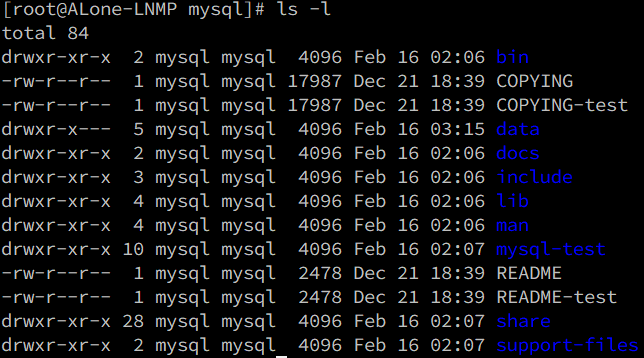 [root@ALone-LNMP mysql]# ls -l
total 84
drwxr-xr-x  2 mysql mysql  4096 Feb 16 02:06 bin
-rw-r--r--  1 mysql mysql 17987 Dec 21 18:39 COPYING
-rw-r--r--  1 mysql mysql 17987 Dec 21 18:39 COPYING-test
drwxr-x---  5 mysql mysql  4096 Feb 16 03:15 data
drwxr-xr-x  2 mysql mysql  4096 Feb 16 02:06 docs
drwxr-xr-x  3 mysql mysql  4096 Feb 16 02:06 include
drwxr-xr-x  4 mysql mysql  4096 Feb 16 02:06 lib
drwxr-xr-x  4 mysql mysql  4096 Feb 16 02:06 man
drwxr-xr-x 10 mysql mysql  4096 Feb 16 02:07 mysql-test
-rw-r--r--  1 mysql mysql  2478 Dec 21 18:39 README
-rw-r--r--  1 mysql mysql  2478 Dec 21 18:39 README-test
drwxr-xr-x 28 mysql mysql  4096 Feb 16 02:07 share
drwxr-xr-x  2 mysql mysql  4096 Feb 16 02:07 support-files